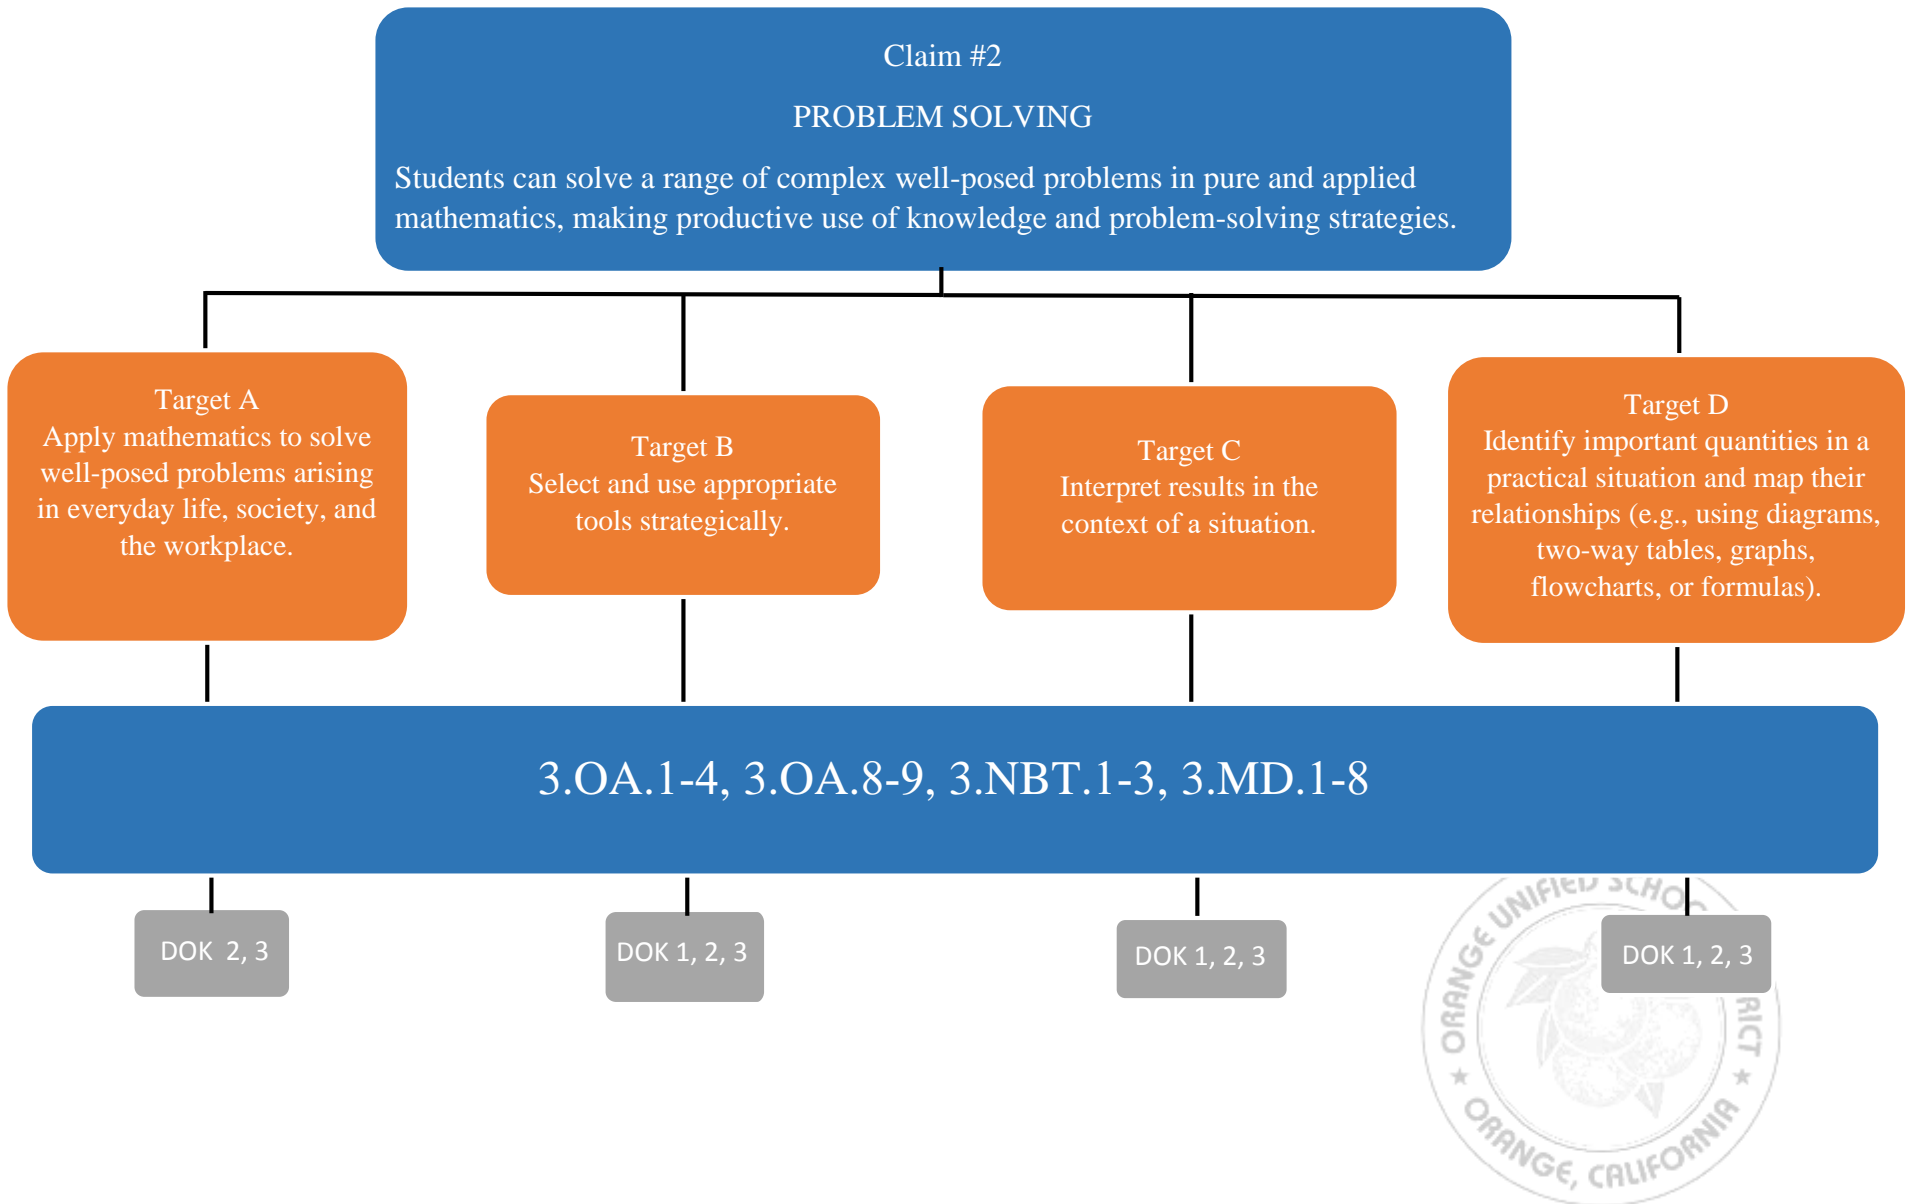 Claim #2
PROBLEM SOLVING
Students can solve a range of complex well-posed problems in pure and applied
mathematics, making productive use of knowledge and problem-solving strategies.
Target A
Apply mathematics to solve
well-posed problems arising
in everyday life, society, and
the workplace.
Target B
Select and use appropriate
tools strategically.
Target C
Interpret results in the
context of a situation.
Target D
Identify important quantities in a
practical situation and map their
relationships (e.g., using diagrams,
two-way tables, graphs,
flowcharts, or formulas).
3.OA.1-4, 3.OA.8-9, 3.NBT.1-3, 3.MD.1-8
DOK 2, 3
DOK 1, 2, 3
DOK 1, 2, 3
DOK 1, 2, 3
ORANGE UNIFIED SCHO RICT
ORANGE, CALIFORNIA